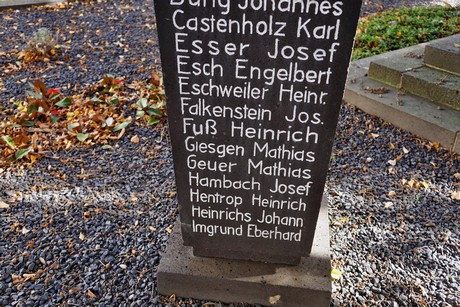 Dung Johannes
Castenholz Karl
Esser Josef
Esch Engelbert
Eschweiler Heinr.
Falkenstein Jos.
Fuß Heinrich
Giesgen Mathias
Geuer Mathias
Hambach Josef
Hentrop Heinrich
Heinrichs Johann
Imgrund Eberhard